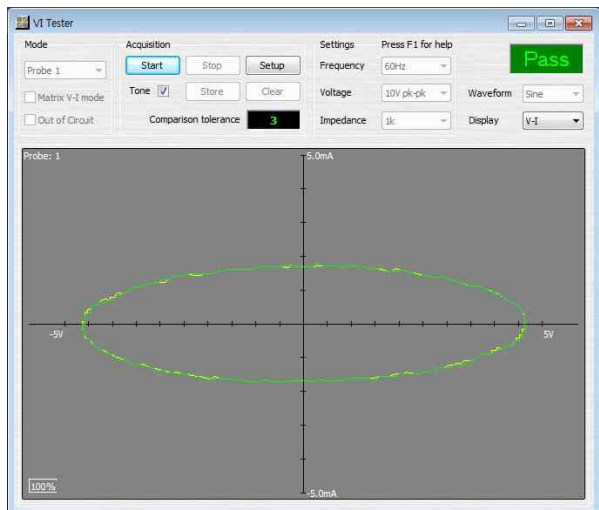 VI Tester
Mode
Probe 1
Matrix V-I mode
Out of Circuit
Acquisition
Start Stop Setup
Tone Store Clear
Comparison tolerance 3
Settings Press F1 for help
Frequency 60Hz
Voltage 10V pk-pk Waveform Sine
Impedance 1k Display V-I
Pass
Probe: 1
5.0mA
-5V
5V
100%
-5.0mA